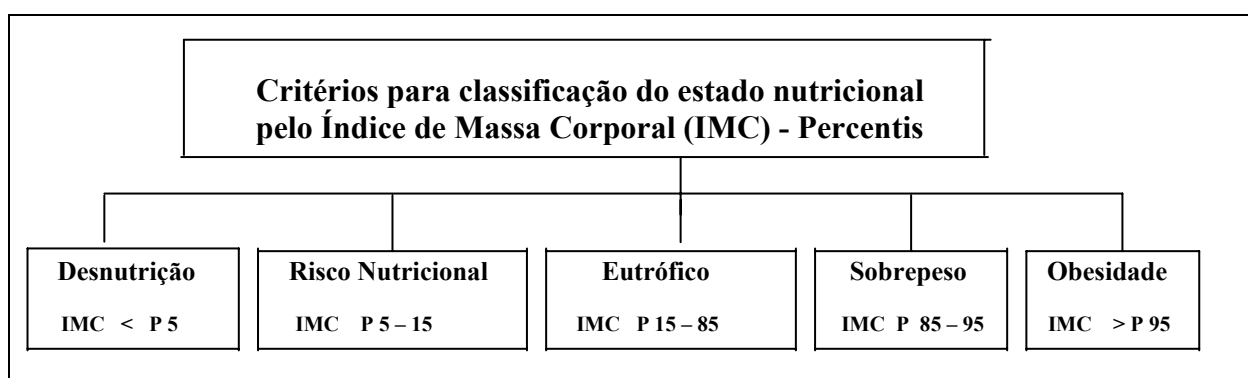 Critérios para classificação do estado nutricional
pelo Índice de Massa Corporal (IMC) - Percentis
Desnutrição
IMC < P 5
Risco Nutricional
IMC P 5 – 15
Eutrófico
IMC P 15 – 85
Sobrepeso
IMC P 85 – 95
Obesidade
IMC > P 95